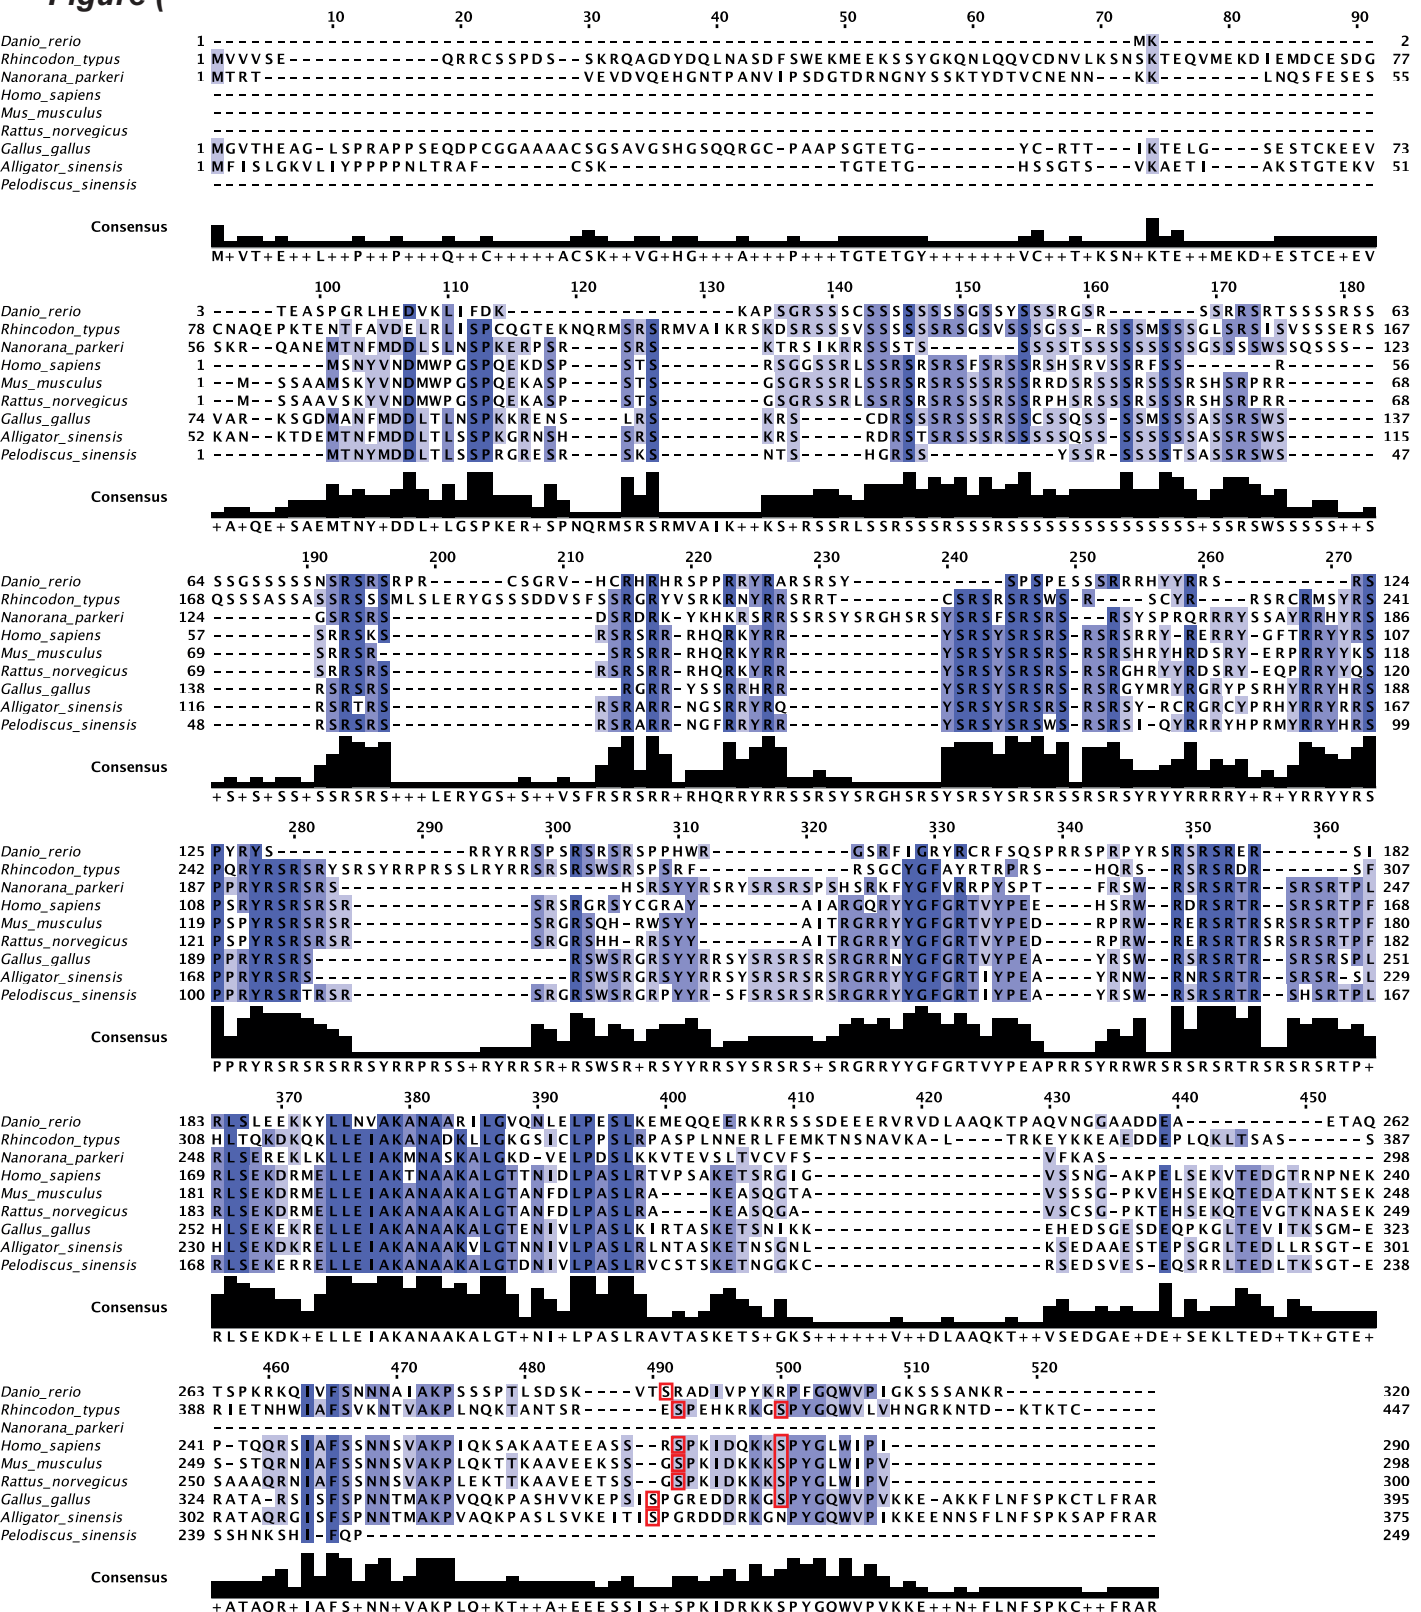 Figure (
10 20 30 40 50 60 70 80 90
Danio_rerio 1 ------------------------------------------------------------------------MK----------------- 2
Rhincodon_typus 1 MVVVSE------------QRRCSSPDS--SKRQAGDYDQLNASDFSWEKMEEKSSYGKQNLQQVCDNVLKSNSKTEQVMEKDIEMDCESDG 77
Nanorana_parkeri 1 MTRT-----------------------VEVDVQEHGNTPANVIPSDGTDRNGNYSSKTYDTVCNENN--KK------LNQSFESES 55
Homo_sapiens -------------------------------------------------------------------------------------------
Mus_musculus -------------------------------------------------------------------------------------------
Rattus_norvegicus -------------------------------------------------------------------------------------------
Gallus_gallus 1 MGVTHEAG-LSPRAPPSEQDPCGGAAAACSGSAVGSHGSQQRGC-PAAPSGTETG--------YC-RTT--IKTELG----SESTCKEEV 73
Alligator_sinensis 1 MFISLGKVLIYPPPPNLTRAF-------CSK------------------TGTETG--------HSSGTS--VKAETI----AKSTGTEKV 51
Pelodiscus_sinensis -------------------------------------------------------------------------------------------
Consensus
M+VT+E++L++P++P+++Q++C+++++ACSK++VG+HG+++A+++P+++TGTETGY+++++++VC++T+KSN+KTE++MEKD+ESTCE+EV
100 110 120 130 140 150 160 170 180
Danio_rerio 3 -----TEASPGRLHEDVRLIFDK------------------KAPSGRSSSCSSSSSSSSGSSYSSSRGSR---SSRRSRTSSSSRSS 63
Rhincodon_typus 78 CNAQEPKTENTFAVDELRLISPCQGTEKNQRMSRSRMVAIKRSKDSRSSSVSSSSSRSGSVSSSGSS-RSSSMSSSGLSRSISVSSSERS 167
Nanorana_parkeri 56 SKR--QANEMTNFMDDLSLNSPKERPSR----SRS--------KTRSIKRRSSSTS-------SSSSTSSSSSSSSSSGSSSSWSSQSSS--- 123
Homo_sapiens 1 ---------MSNYVNDMWPGSPQEKDSP----STS--------RSGGSSRLSSRSRSRSFSRSSRSHSRVSSRFSS------R------- 56
Mus_musculus 1 --M--SSAAMSKYVNDMWPGSPQEKASP----STS--------GSGRSSRLSSRSRSRSSSRSSRRDSRSSSRSSSRSHSRPRR------ 68
Rattus_norvegicus 1 --M--SSAAVSKYVNDMWPGSPQEKASP----STS--------GSGRSSRLSSRSRSRSSSRSSRPHSRSSSRSSSRSHSRPRR------ 68
Gallus_gallus 74 VAR--KSGDMANFMDDLTLNSPKKRENS----LRS--------KRS-----CDRSSRSSSRSSCSSQSS--SSMSSSASSRSWS------- 137
Alligator_sinensis 52 KAN--KTDEMTNFMDDLTLSSPKGRNSH----SRS--------KRS-----RDRSTSRSSSRSSSSSQSS--SSSSSSASSRSWS------- 115
Pelodiscus_sinensis 1 ---------MTNYMDDLTLSSPRGRESR----SKS--------NTS-----HGRSS----------YSSR-SSSSTSASSRSWS------- 47
Consensus
+A+QE+SAEMTNY+DDL+LGSPKER+SPNQRMSRSRMVAIK++KS+RSSRLSSRSSSRSSSRSSSSSSSSSSSSSSS+SSRSWSSSSS++S
190 200 210 220 230 240 250 260 270
Danio_rerio 64 SSGSSSSSNSRSRSRPR------CSGRV--HCRHRHRSPPRRYRARSRSY------------SPSPESSSRRRHYYRRS----------RS 124
Rhincodon_typus 168 QSSSASSASSRSSSMLSLERYGSSSDDVSFSSRGRYVSRKRNYRRSRRT--------CSRSRSRSWS-R----SCYR----RSRCRMSYRS 241
Nanorana_parkeri 124 --------GSRSRS----------------DSRDRK-YKHKRSRRSSRSYSRGHSRSYSRSFSRSRS---RSYSPRQRRRYSSAYRRHYRS 186
Homo_sapiens 57 --------SRRSKS----------------RSRSRR-RHQRKYRR------------YSRSYSRSRS-RSRSRRY-RERRY-GFTRRYYRS 107
Mus_musculus 69 --------SRRSR-----------------RSRSRR-RHQRKYRR------------YSRSYSRSRS-RSRSHRYHRDSRY-ERPRRYYKS 118
Rattus_norvegicus 69 --------SRRSRS----------------RSRSRR-RHQRKYRR------------YSRSYSRSRS-RSRGHRYYRDSRY-EQPRRYYQS 120
Gallus_gallus 138 --------RSRSRS------------------RGRR-YSSRRHRR------------YSRSYSRSRS-RSRGYMRYRGRYPSRHYRRYHRS 188
Alligator_sinensis 116 --------RSRTRS----------------RSRARR-NGSRRYRQ------------YSRSYSRSRS-RSRSRY-RCRGRCYPRHYRRYRRS 167
Pelodiscus_sinensis 48 --------RSRSRS----------------RSRARR-NGFRRYRR------------YSRSYSRSWS-RSRSI-QYRRRYHPRMYRRYHRS 99
Consensus
+S+S+SS+SSRSRS+++LERYGS+S++VSFRSRSRR+RHQRRYRRSSRSYSRGHSRSYSRSYSRSRSRSSRSRSYRYYRRRRY+R+YRRYYRS
280 290 300 310 320 330 340 350 360
Danio_rerio 125 PYRYS---------------RRYRRSPSRSRSRSPPHWR-----------GSRFIGRYRCRFSQSPRRSPRPYRSRSRSRER-------SI 182
Rhincodon_typus 242 PQRYRSRSRYSRSYRRPRSSLRYRRSRSRSWSRSPSRF------------RSGCYGFAYRTRPRS----HQRS--RSRSRDR-------SF 307
Nanorana_parkeri 187 PPRYRSRSRS----------------------HSRSYYRSRYSRSRSPSHSRKFYGFVRRPYSPT----FRSW--RSRSRTR--SRSRTPL 247
Homo_sapiens 108 PSRYRSRSRSR--------------SRSRGRSYCGRAY--------AIARGQRYYGFGRTVYPEE----HSRW--RDRSRTR--SRSRTPF 168
Mus_musculus 119 PSPYRSRSRSR--------------SRGRSQH-RWSYY--------AITRGRRYYGFGRTVYPED----RPRW--RERSRTRSRSRSRTPF 180
Rattus_norvegicus 121 PSPYRSRSRSR--------------SRGRSHH-RRSYY--------AITRGRRYYGFGRTVYPED----RPRW--RERSRTRSRSRSRTPF 182
Gallus_gallus 189 PPRYRSRS--------------------RSWSRGRSYYRRSYSRSRSRSRGRRNYGFGRTVYPEA----YRSW--RSRSRTR--SRSRSPL 251
Alligator_sinensis 168 PPRYRSRS--------------------RSWSRGRSYYRRSYSRSRSRSRGRRYYGFGRTIYPEA----YRNW--RNRSRTR--SRSR-SL 229
Pelodiscus_sinensis 100 PPRYRSRTRSR--------------SRGRSWSRGRPYYR-SFSRSRSRSRGRRYYGFGRTIYPEA----YRSW--RSRSRTR--SHSRTPL 167
Consensus
PPRYRSRSRSRRSYRRPRSS+RYRRSR+RSWSR+RSYYRRSYSRSRS+SRGRRYYGFGRTVYPEAPRRSYRRWRSRSRSRTRSRSRSRTP+
370 380 390 400 410 420 430 440 450
Danio_rerio 183 RLSLEEKKYLLNVAKANAARILGVQNLELPESLKEMEQQEERKRRSSSDEEERVRVDLAAQKTPAQVNGGAADDEA---------ETAQ 262
Rhincodon_typus 308 HLTQKDKQKLLEIAKANADKLLGKGSICLPPSLRPASPLNNERLFEMKTNSNAVKA-L----TRKEYKKEAEDDEPLQKLTSAS-----S 387
Nanorana_parkeri 248 RLSEREKLKLLEIAKMNASKALGKD-VELPDSLKKVTEVSLTVCVFS------------------VFKAS--------------------- 298
Homo_sapiens 169 RLSEKDRMELLEIAKTNAAKALGTTNIDLPASLRTVPSAKETSRGIG------------------VSSNG-AKPELSEKVTEDGTRNPNEK 240
Mus_musculus 181 RLSEKDRMELLEIAKANAAKALGTANFDLPASLRA----KEASQGTA------------------VSSSG-PKVEHSEKQTEDATKNTSEK 248
Rattus_norvegicus 183 RLSEKDRMELLEIAKANAAKALGTANFDLPASLRA----KEASQGA-------------------VSCSG-PKTEHSEKQTEVGTKNASEK 249
Gallus_gallus 252 HLSEKEKRELLEIAKANAAKALGTENIVLPASLKIRTASKETSNIKK------------------EHEDSGESDEQPKGLTEVITKSGM-E 323
Alligator_sinensis 230 HLSEKDKRELLEIAKANAAKVLGTNNIVLPASLRLNTASKETNSGNL------------------KSEDAAESTEPSGRLTEDLLRSGT-E 301
Pelodiscus_sinensis 168 RLSEKERRELLEIAKANAAKALGTDNIVLPASLRVCSTSKETNGGKC------------------RSEDSVES-EQSRRLTEDLTKSGT-E 238
Consensus
RLSEKDK+ELLEIAKANAAKALGT+NI+LPASLRAVTASKETS+GKS++++++V++DLAAQKT++VSEDGAE+DE+SEKLTED+TK+GTE+
460 470 480 490 500 510 520
Danio_rerio 263 TSPKRKQIVFSNNNAIAKPSSSPTLSDSK----VTSRADIVPYKRPFGQWVPIGKSSSANKR------------ 320
Rhincodon_typus 388 RIETNHWIAFSVKNTVAKPLNQKTANTSR------ESPEHKRKGSPYGQWVLVHNGRKNTD-KTKTC------ 447
Nanorana_parkeri --------------------------------------------------------------------------
Homo_sapiens 241 P-TQQRSIAFSSNNSVAKPIQKSAKAATEEASS--RSPKIDQKKSPYGLWIPI--------------------- 290
Mus_musculus 249 S-STQRNIAFSSNNSVAKPLQKTTKAAVEEKSS--GSPKIDKKKSPYGLWIPV--------------------- 298
Rattus_norvegicus 250 SAAAQRNIAFSSNNSVAKPLEKTTKAAVEETSS--GSPKIDKKKSPYGLWIPV--------------------- 300
Gallus_gallus 324 RATA-RSISFSPNNTMAKPVQQKPASHVVKEPSISPGREDDRKGSPYGQWVPVKKE-AKKFLNFSPKCTLFRAR 395
Alligator_sinensis 302 RATAQRGISFSPNNTMAKPVAQKPASLSVKEITISPGRDDDRKGNPYGQWVPIKKEENNSFLNFSPKSAPFRAR 375
Pelodiscus_sinensis 239 SSHNKSHI-FQP-------------------------------------------------------------- 249
Consensus
+ATAQR+IAFS+NN+VAKPLQ+KT++A+EEESSIS+SPKIDRKKSPYGQWVPVKKE++N+FLNFSPKC++FRAR